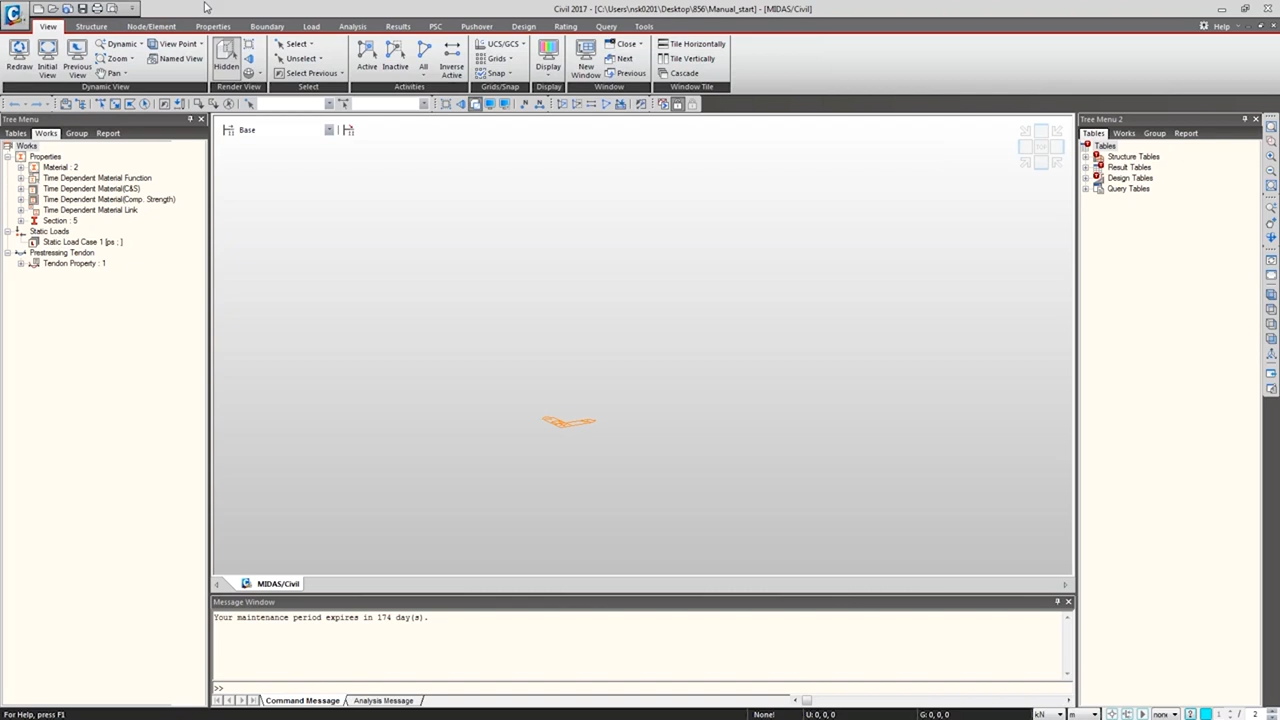 Civil 2017 - [C:\Users\nsk0201\Desktop\856\Manual_start] - [MIDAS/Civil]
View Structure Node/Element Properties Boundary Load Analysis Results PSC Pushover Design Rating Query Tools Help
Redraw Initial View Previous View Dynamic Zoom Pan View Point Named View
Hidden
Select Unselect Select Previous
Active Inactive All Inverse Active
UCS/GCS Grids Snap
Display
New Window Close Next Previous
Tile Horizontally Tile Vertically Cascade
Dynamic View Render View Select Activities Grids/Snap Display Window Window Tile
Tree Menu
Tables Works Group Report
Works
Properties
Material : 2
Time Dependent Material Function
Time Dependent Material(C&S)
Time Dependent Material(Comp. Strength)
Time Dependent Material Link
Section : 5
Static Loads
Static Load Case 1 [ps ; ]
Prestressing Tendon
Tendon Property : 1
Base
TOP
MIDAS/Civil
Message Window
Your maintenance period expires in 174 day(s).
>>
Command Message Analysis Message
Tree Menu 2
Tables Works Group Report
Tables
Structure Tables
Result Tables
Design Tables
Query Tables
For Help, press F1 None! U: 0, 0, 0 G: 0, 0, 0 kN m non 1 / 2